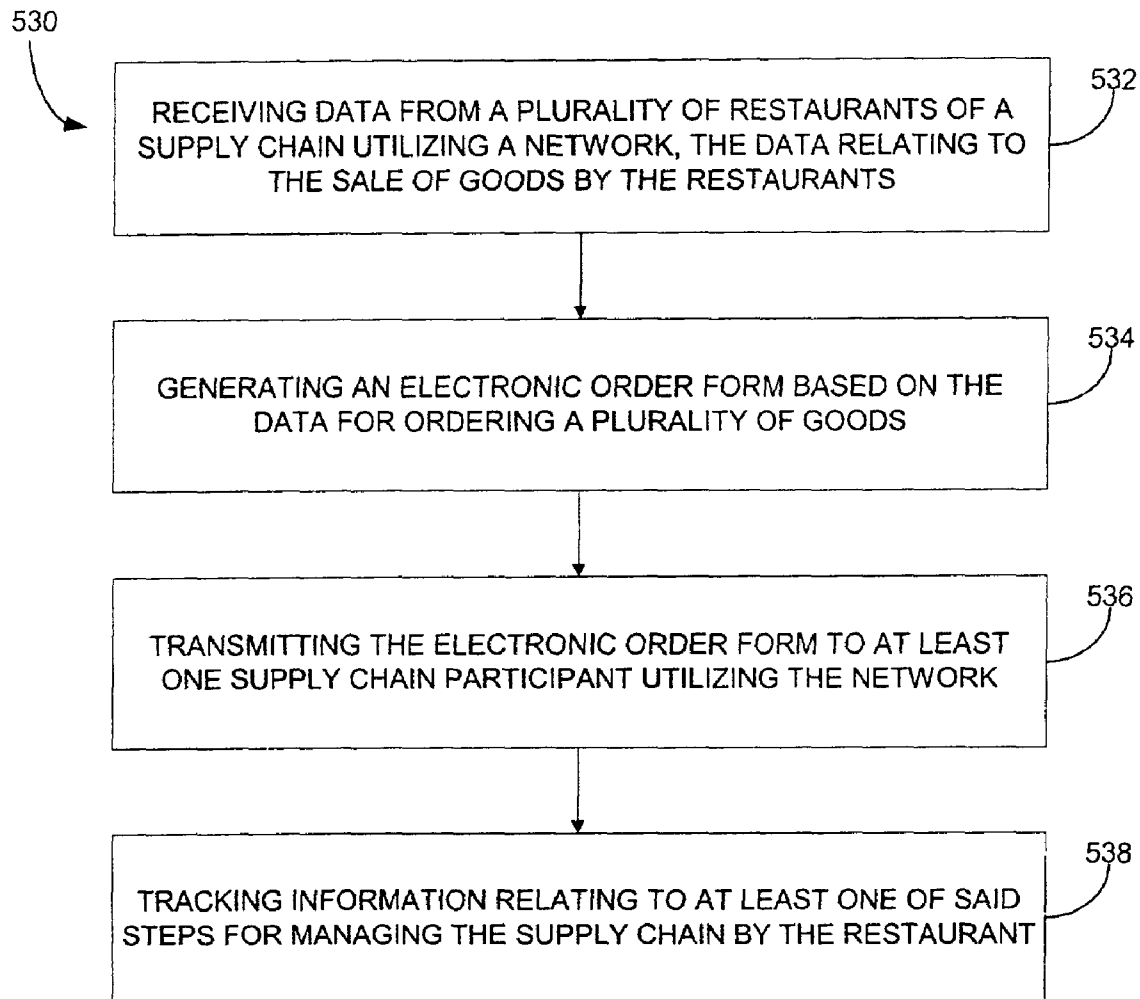 530
532
RECEIVING DATA FROM A PLURALITY OF RESTAURANTS OF A
SUPPLY CHAIN UTILIZING A NETWORK, THE DATA RELATING TO
THE SALE OF GOODS BY THE RESTAURANTS
534
GENERATING AN ELECTRONIC ORDER FORM BASED ON THE
DATA FOR ORDERING A PLURALITY OF GOODS
536
TRANSMITTING THE ELECTRONIC ORDER FORM TO AT LEAST
ONE SUPPLY CHAIN PARTICIPANT UTILIZING THE NETWORK
538
TRACKING INFORMATION RELATING TO AT LEAST ONE OF SAID
STEPS FOR MANAGING THE SUPPLY CHAIN BY THE RESTAURANT